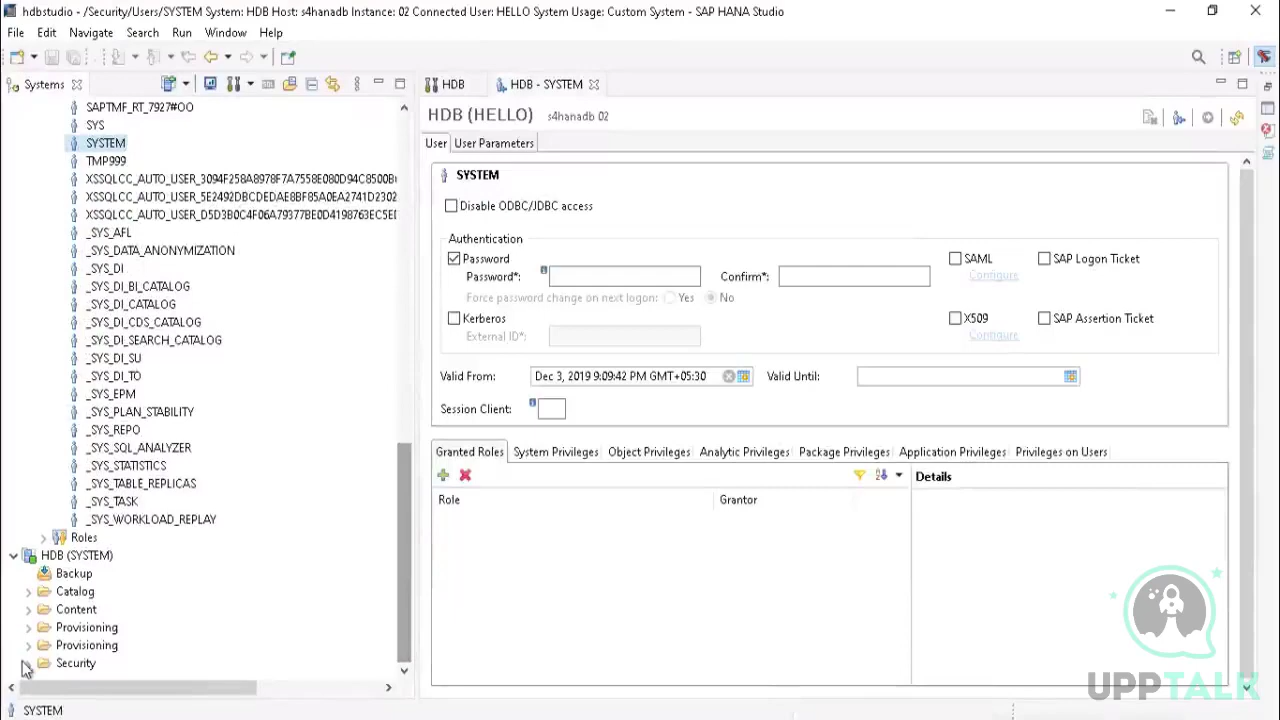 hdbstudio - /Security/Users/SYSTEM System: HDB Host: s4hanadb Instance: 02 Connected User: HELLO System Usage: Custom System - SAP HANA Studio
File Edit Navigate Search Run Window Help
Systems
HDB
HDB - SYSTEM
SAPTMF_RT_7927#OO
SYS
SYSTEM
TMP999
XSSQLCC_AUTO_USER_3094F258A8978F7A7558E080D94C8500B
XSSQLCC_AUTO_USER_5E2492DBCDEDAE8BF85A0EA2741D2302
XSSQLCC_AUTO_USER_D5D3B0C4F06A79377BE0D4198763EC5E
_SYS_AFL
_SYS_DATA_ANONYMIZATION
_SYS_DI
_SYS_DI_BI_CATALOG
_SYS_DI_CATALOG
_SYS_DI_CDS_CATALOG
_SYS_DI_SEARCH_CATALOG
_SYS_DI_SU
_SYS_DI_TO
_SYS_EPM
_SYS_PLAN_STABILITY
_SYS_REPO
_SYS_SQL_ANALYZER
_SYS_STATISTICS
_SYS_TABLE_REPLICAS
_SYS_TASK
_SYS_WORKLOAD_REPLAY
Roles
HDB (SYSTEM)
Backup
Catalog
Content
Provisioning
Provisioning
Security
SYSTEM
HDB (HELLO) s4hanadb 02
User User Parameters
SYSTEM
Disable ODBC/JDBC access
Authentication
Password SAML SAP Logon Ticket
Password*: Confirm*: Configure
Force password change on next logon: Yes No
Kerberos X509 SAP Assertion Ticket
External ID*: Configure
Valid From: Dec 3, 2019 9:09:42 PM GMT+05:30 Valid Until:
Session Client:
Granted Roles System Privileges Object Privileges Analytic Privileges Package Privileges Application Privileges Privileges on Users
Details
Role Grantor
UPPTALK